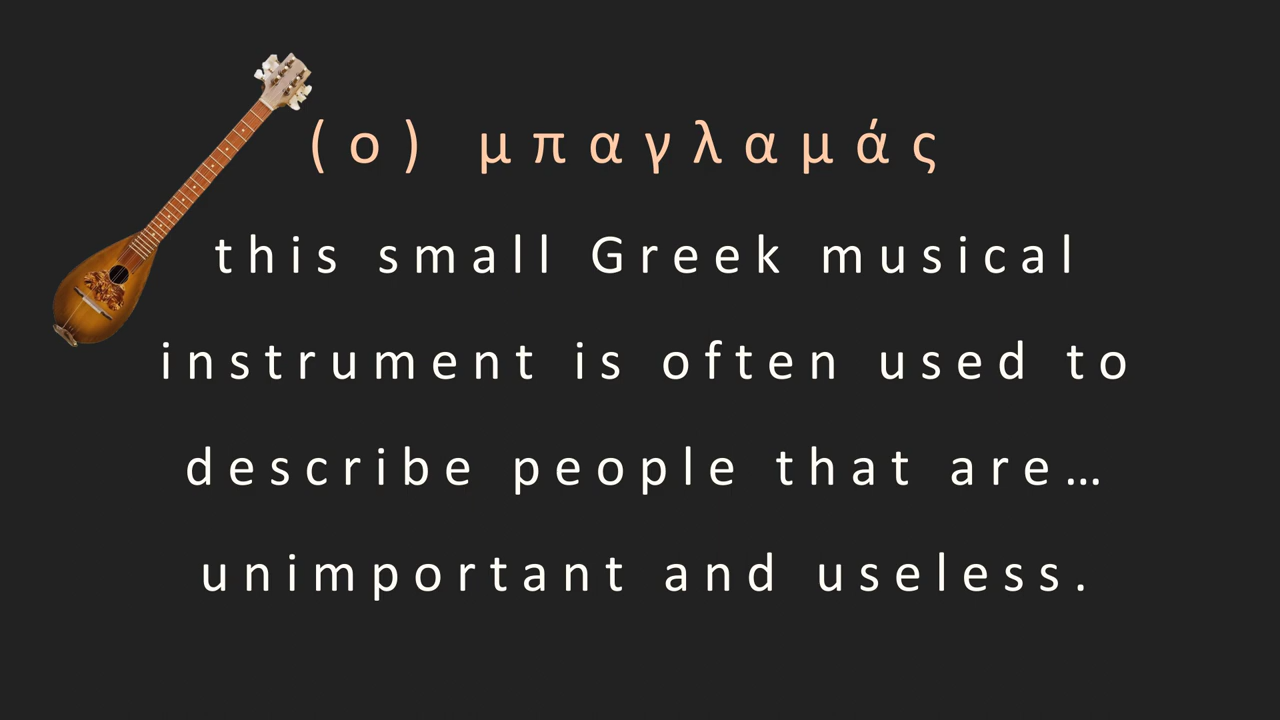 (ο) μπαγλαμάς
this small Greek musical
instrument is often used to
describe people that are…
unimportant and useless.